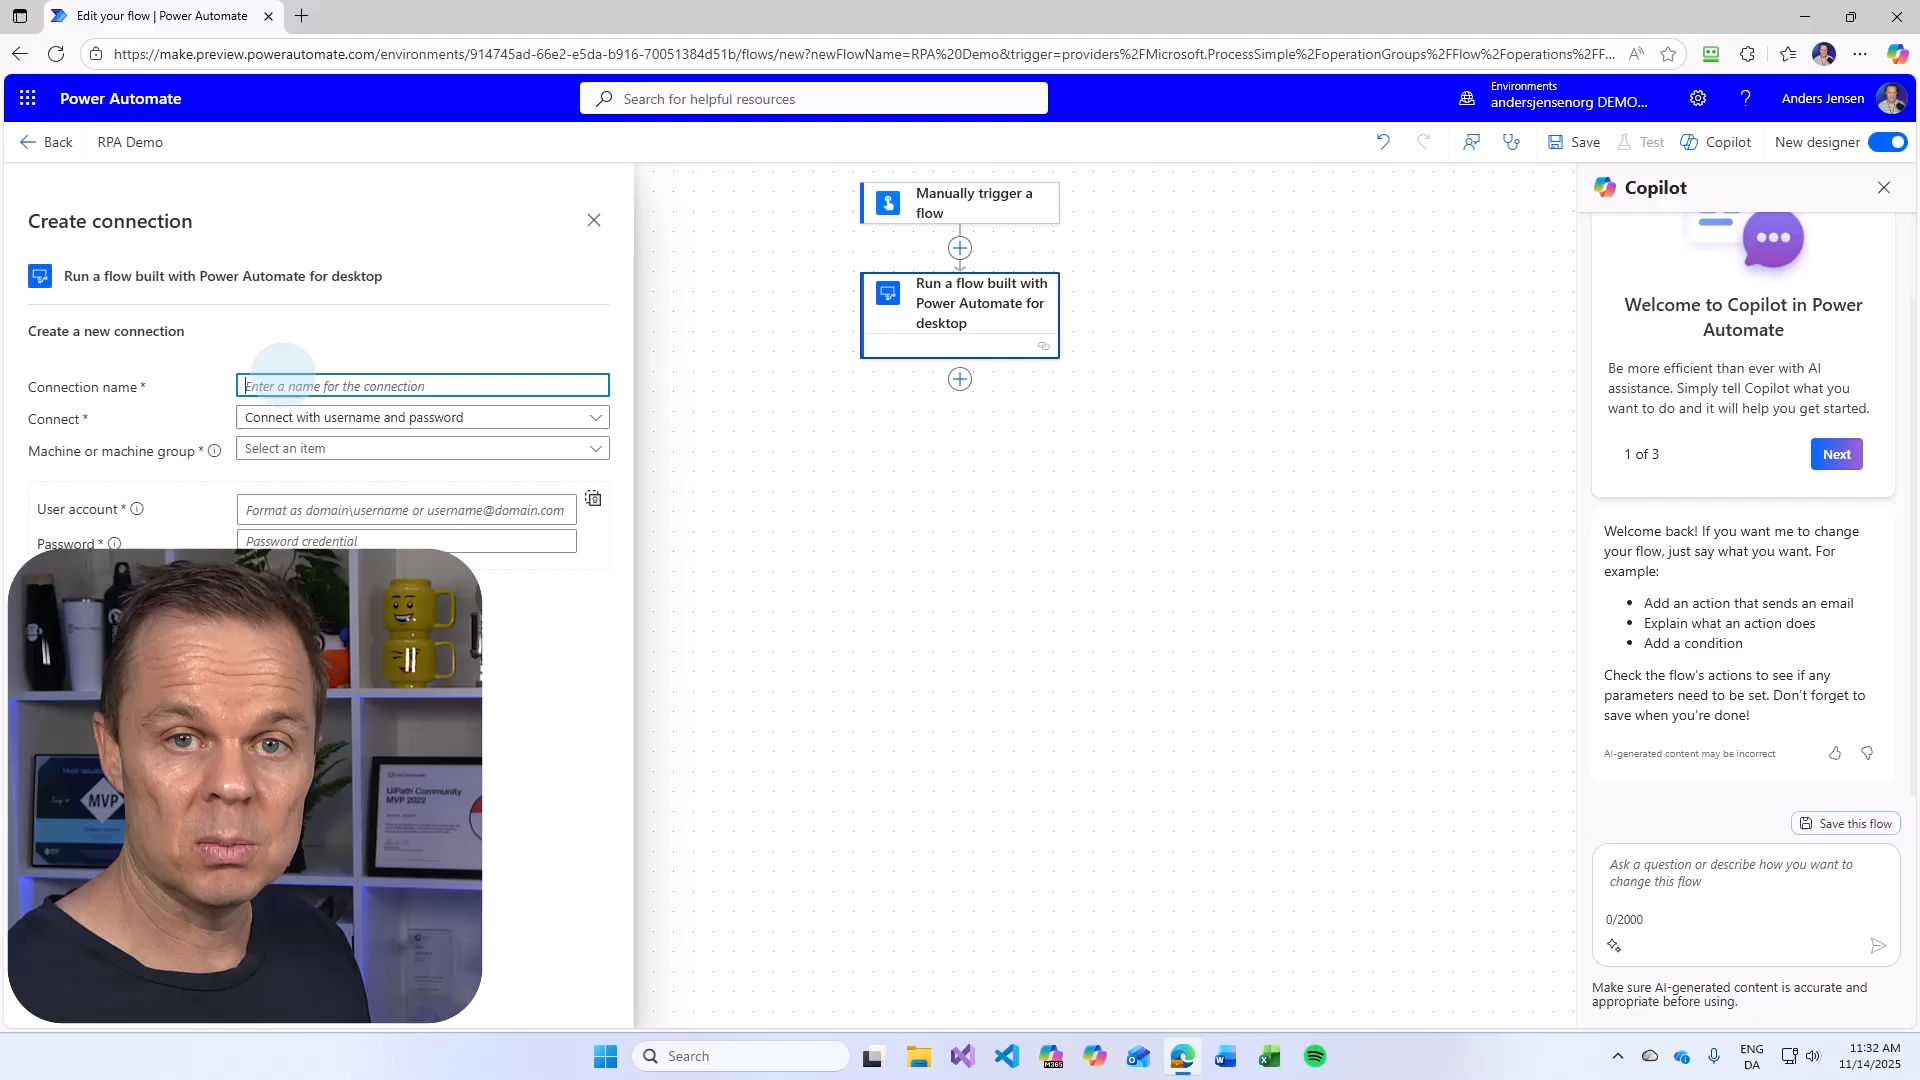 Edit your flow | Power Automate
https://make.preview.powerautomate.com/environments/914745ad-66e2-e5da-b916-70051384d51b/flows/new?newFlowName=RPA%20Demo&trigger=providers%2FMicrosoft.ProcessSimple%2FoperationGroups%2FFlow%2Foperations%2FF...
Power Automate
Search for helpful resources
Environments
andersjensenorg DEMO...
Anders Jensen
Back
RPA Demo
Save
Test
Copilot
New designer
Create connection
Run a flow built with Power Automate for desktop
Create a new connection
Connection name *
Enter a name for the connection
Connect *
Connect with username and password
Machine or machine group *
Select an item
User account *
Format as domain\username or username@domain.com
Password *
Password credential
Manually trigger a
flow
Run a flow built with
Power Automate for
desktop
Copilot
Welcome to Copilot in Power
Automate
Be more efficient than ever with AI
assistance. Simply tell Copilot what you
want to do and it will help you get started.
1 of 3
Next
Welcome back! If you want me to change
your flow, just say what you want. For
example:
Add an action that sends an email
Explain what an action does
Add a condition
Check the flow's actions to see if any
parameters need to be set. Don't forget to
save when you're done!
AI-generated content may be incorrect
Save this flow
Ask a question or describe how you want to
change this flow
0/2000
Make sure AI-generated content is accurate and
appropriate before using.
MVP
UiPath Community
MVP 2022
Search
M365
ENG
DA
11:32 AM
11/14/2025